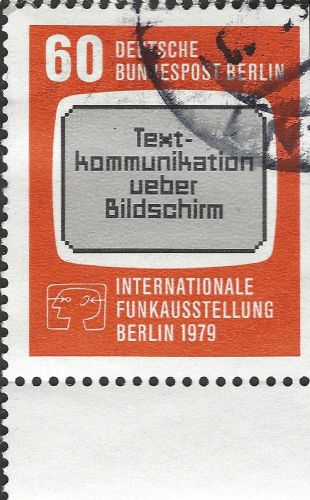 60 DEUTSCHE
BUNDESPOST BERLIN
Text-
kommunikation
ueber
Bildschirm
INTERNATIONALE
FUNKAUSSTELLUNG
BERLIN 1979